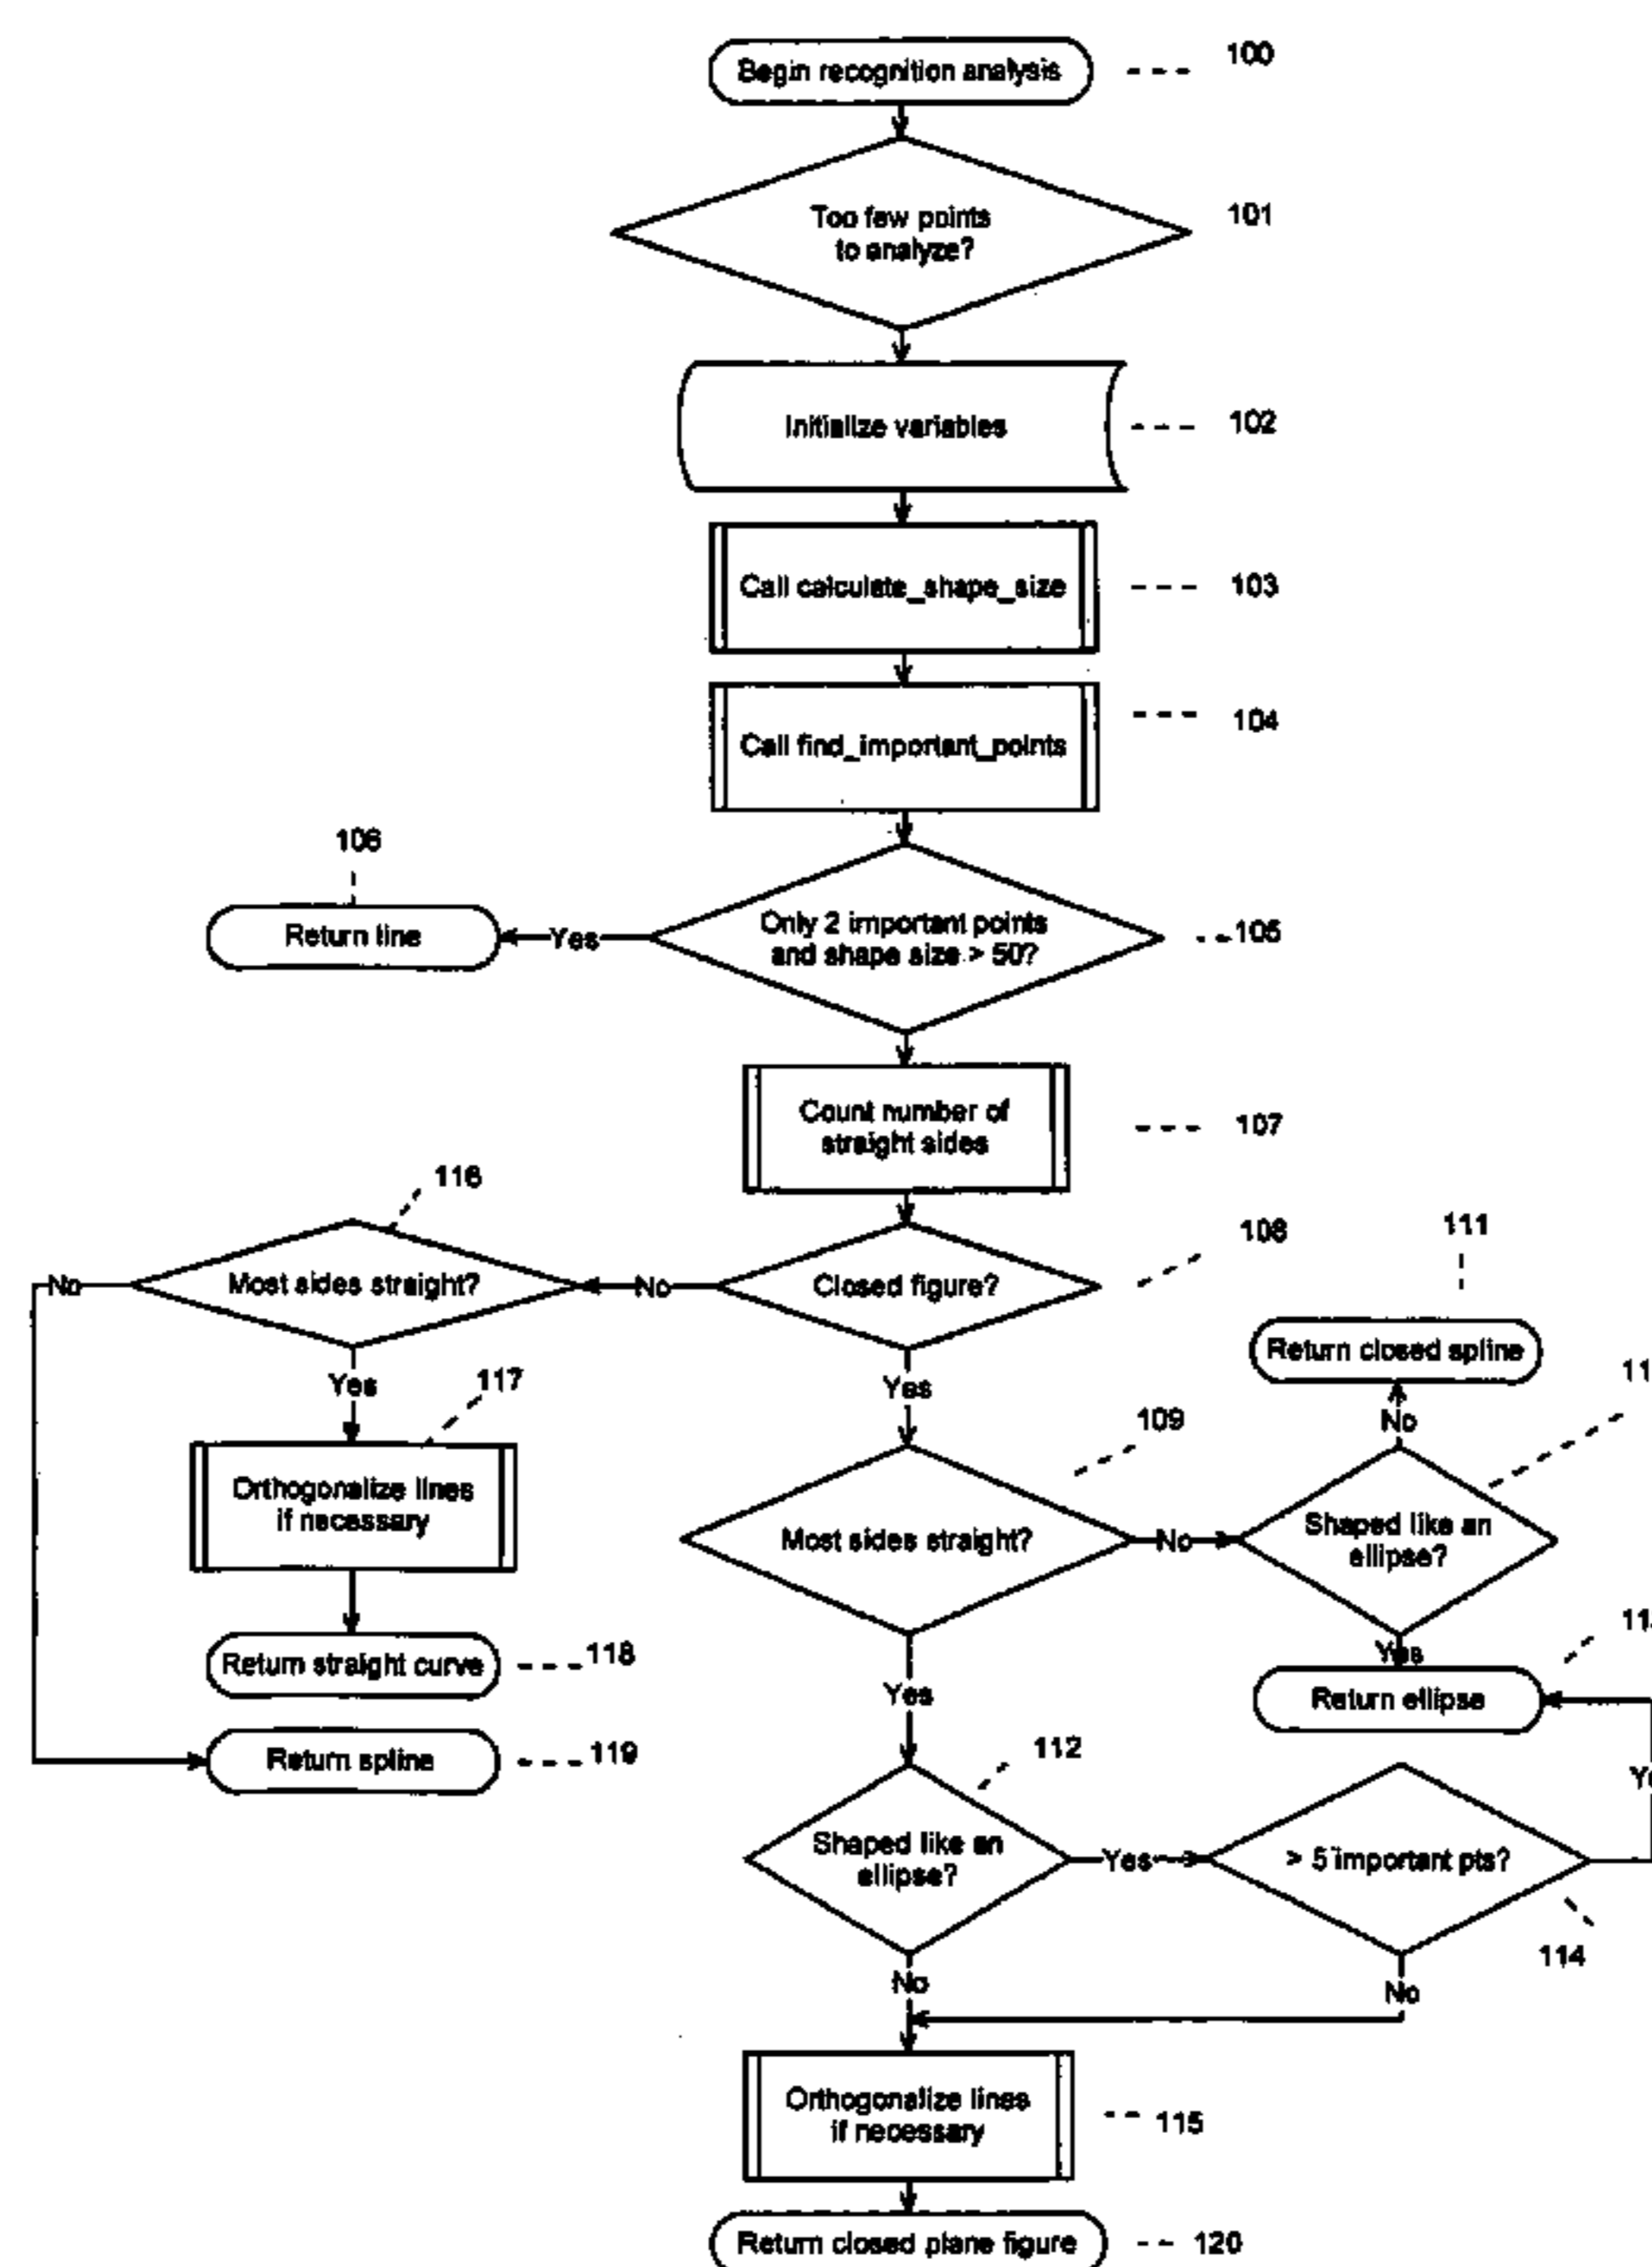 Begin recognition analysis
100
Too few points
to analyze?
101
Initialize variables
102
Call calculate_shape_size
103
Call find_important_points
104
106
Return line
Yes
Only 2 important points
and shape size > 50?
105
Count number of
straight sides
107
116
108
111
No
Most sides straight?
No
Closed figure?
Return closed spline
Yes
117
Yes
109
No
Orthogonalize lines
if necessary
Most sides straight?
No
Shaped like an
ellipse?
Yes
Return straight curve
118
Yes
Return ellipse
Return spline
119
112
Shaped like an
ellipse?
Yes
> 5 important pts?
114
No
No
Orthogonalize lines
if necessary
115
Return closed plane figure
120